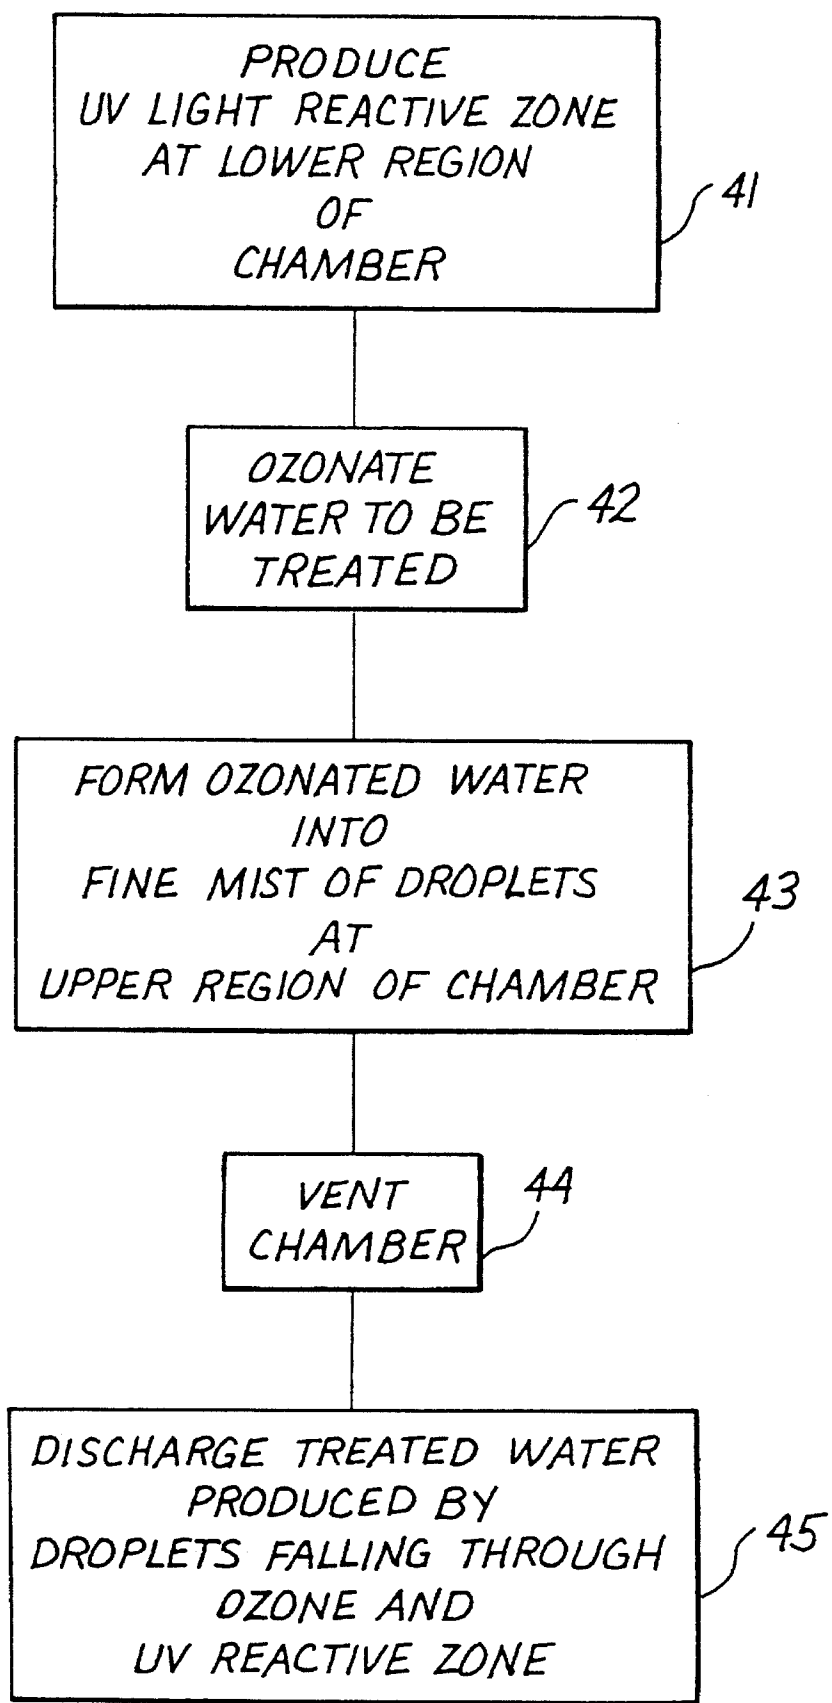 PRODUCE
UV LIGHT REACTIVE ZONE
AT LOWER REGION
OF
CHAMBER
41
OZONATE
WATER TO BE
TREATED
42
FORM OZONATED WATER
INTO
FINE MIST OF DROPLETS
AT
UPPER REGION OF CHAMBER
43
VENT
CHAMBER
44
DISCHARGE TREATED WATER
PRODUCED BY
DROPLETS FALLING THROUGH
OZONE AND
UV REACTIVE ZONE
45